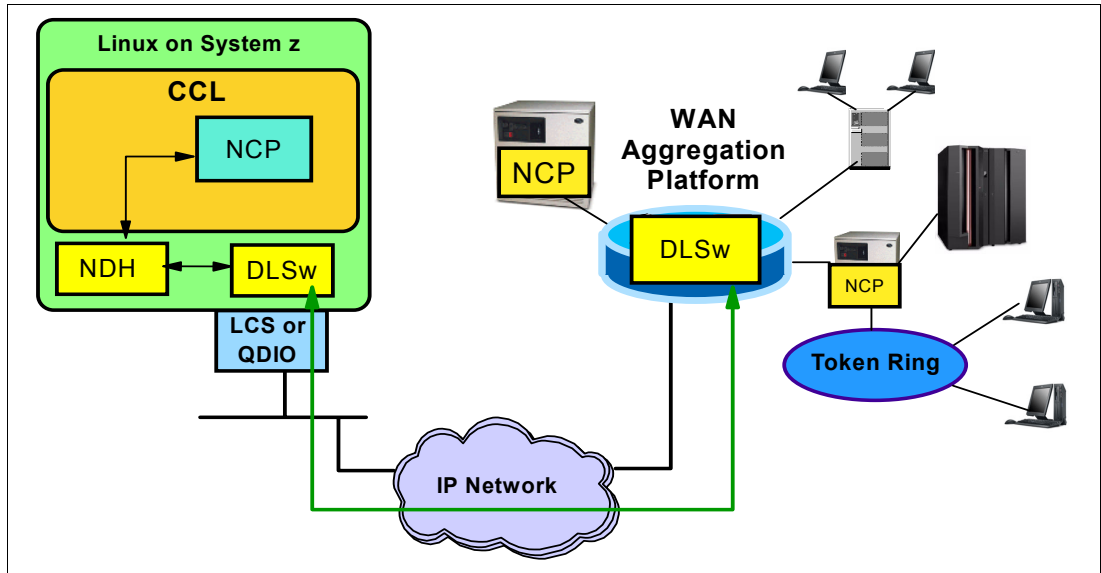 Linux on System z
CCL
NCP
NDH
DLSw
LCS or
QDIO
IP Network
NCP
WAN
Aggregation
Platform
DLSw
NCP
Token Ring